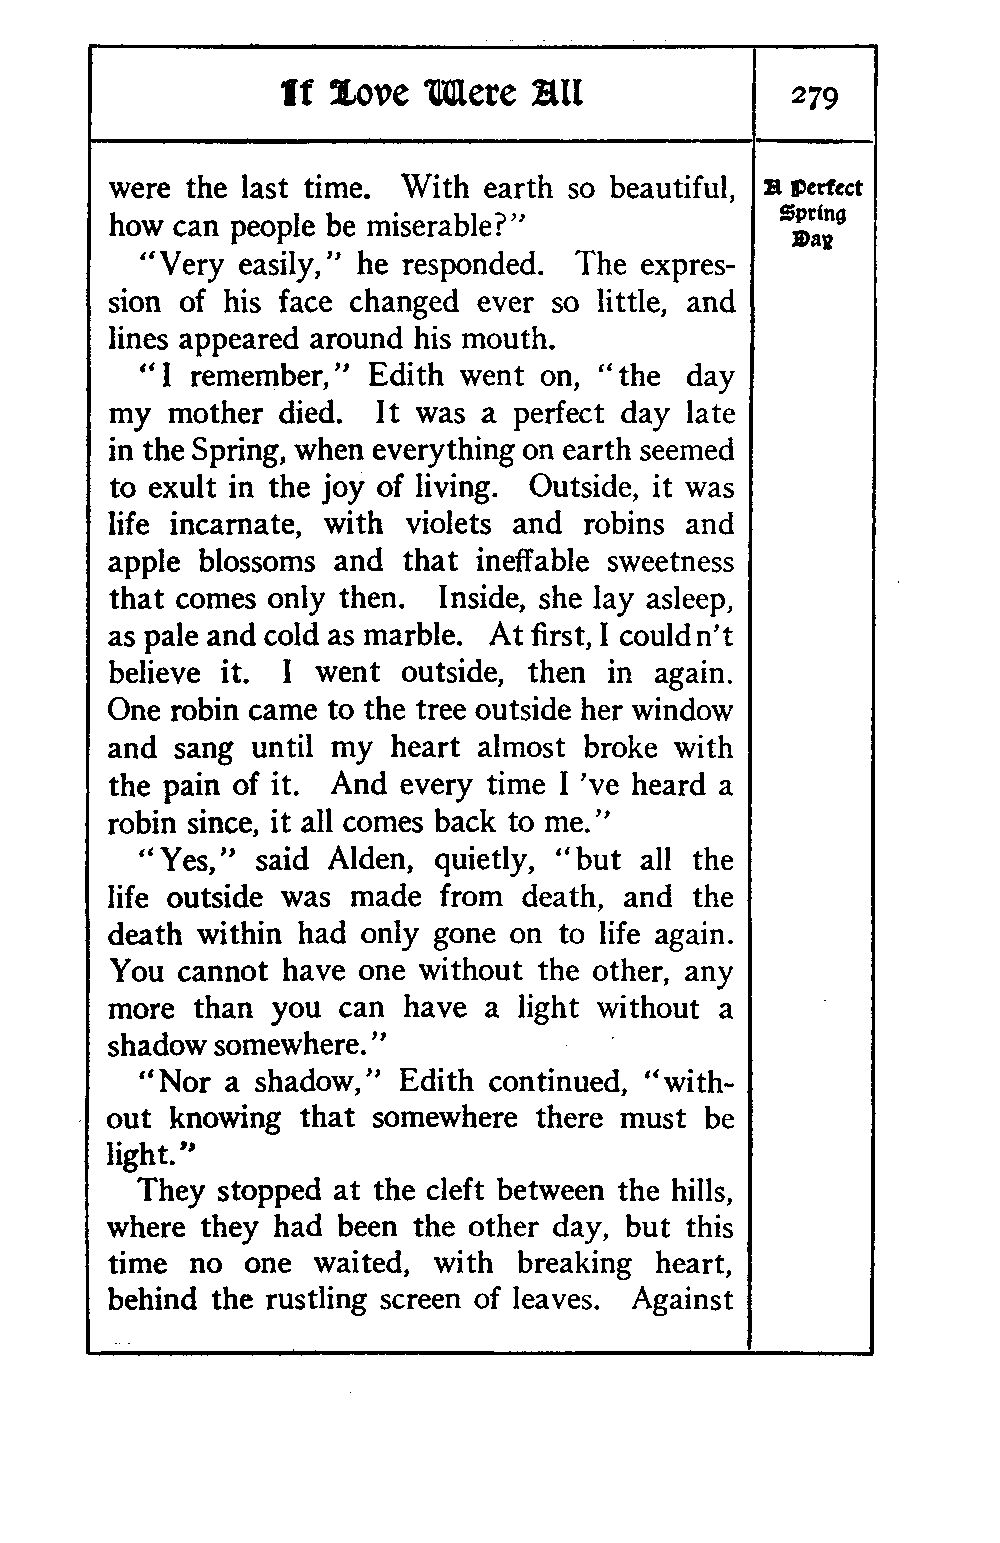 If Love Were All
279
A Perfect
Spring
Day
were the last time. With earth so beautiful,
how can people be miserable?"
"Very easily," he responded. The expres-
sion of his face changed ever so little, and
lines appeared around his mouth.
"I remember," Edith went on, "the day
my mother died. It was a perfect day late
in the Spring, when everything on earth seemed
to exult in the joy of living. Outside, it was
life incarnate, with violets and robins and
apple blossoms and that ineffable sweetness
that comes only then. Inside, she lay asleep,
as pale and cold as marble. At first, I couldn't
believe it. I went outside, then in again.
One robin came to the tree outside her window
and sang until my heart almost broke with
the pain of it. And every time I 've heard a
robin since, it all comes back to me."
"Yes," said Alden, quietly, "but all the
life outside was made from death, and the
death within had only gone on to life again.
You cannot have one without the other, any
more than you can have a light without a
shadow somewhere."
"Nor a shadow," Edith continued, "with-
out knowing that somewhere there must be
light."
They stopped at the cleft between the hills,
where they had been the other day, but this
time no one waited, with breaking heart,
behind the rustling screen of leaves. Against